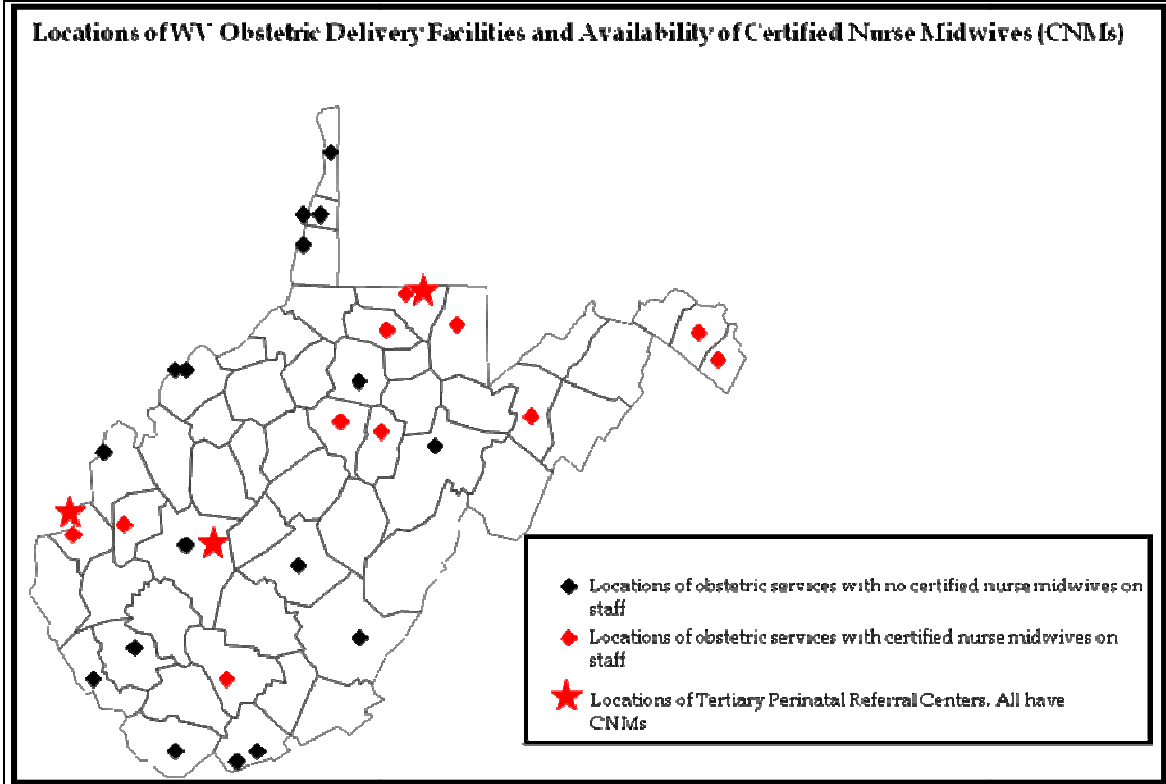 Locations of WV Obstetric Delivery Facilities and Availability of Certified Nurse Midwives (CNMs)
Locations of obstetric services with no certified nurse midwives on
staff
Locations of obstetric services with certified nurse midwives on
staff
Locations of Tertiary Perinatal Referral Centers. All have
CNMs